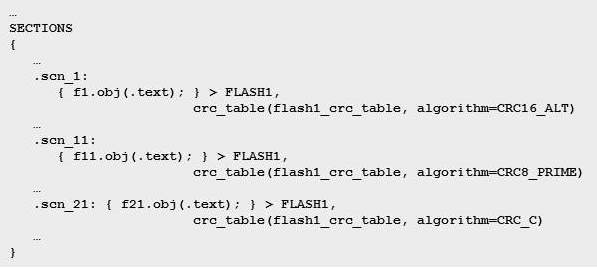 …
SECTIONS
{
…
.scn_1:
{ f1.obj(.text); } > FLASH1,
crc_table(flash1_crc_table, algorithm=CRC16_ALT)
…
.scn_11:
{ f11.obj(.text); } > FLASH1,
crc_table(flash1_crc_table, algorithm=CRC8_PRIME)
…
.scn_21: { f21.obj(.text); } > FLASH1,
crc_table(flash1_crc_table, algorithm=CRC_C)
…
}